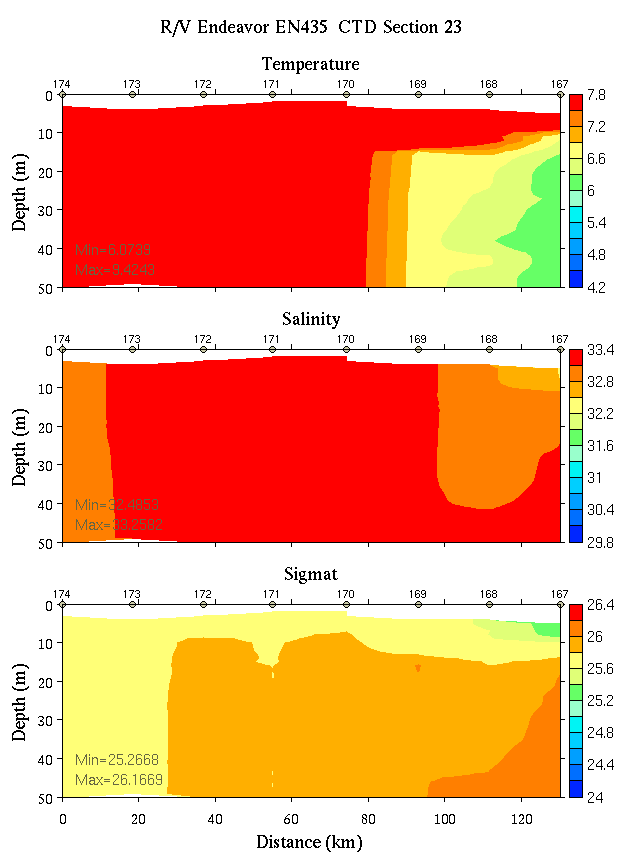 R/V Endeavor EN435 CTD Section 23
Temperature
174 173 172 171 170 169 168 167
0 10 20 30 40 50
Depth (m)
Min=6.0739
Max=9.4243
7.8 7.2 6.6 6 5.4 4.8 4.2
Salinity
174 173 172 171 170 169 168 167
0 10 20 30 40 50
Depth (m)
Min=32.4853
Max=33.2592
33.4 32.8 32.2 31.6 31 30.4 29.8
Sigmat
174 173 172 171 170 169 168 167
0 10 20 30 40 50
Depth (m)
Min=25.2668
Max=26.1669
26.4 26 25.6 25.2 24.8 24.4 24
0 20 40 60 80 100 120
Distance (km)